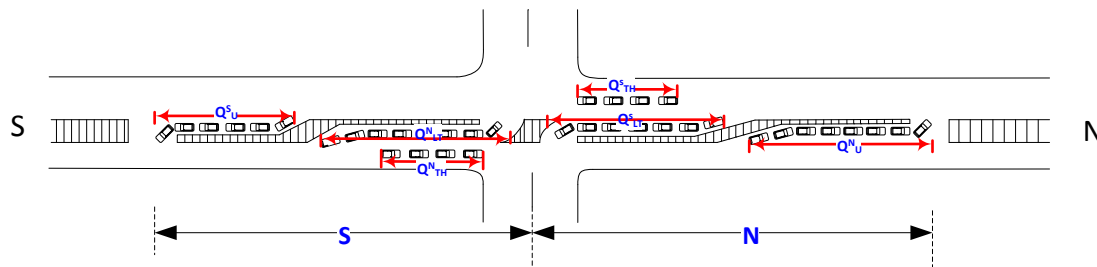 Q^S_TH
Q^S_U
Q^S_LT
S
N
Q^N_LT
Q^N_U
Q^N_TH
S
N